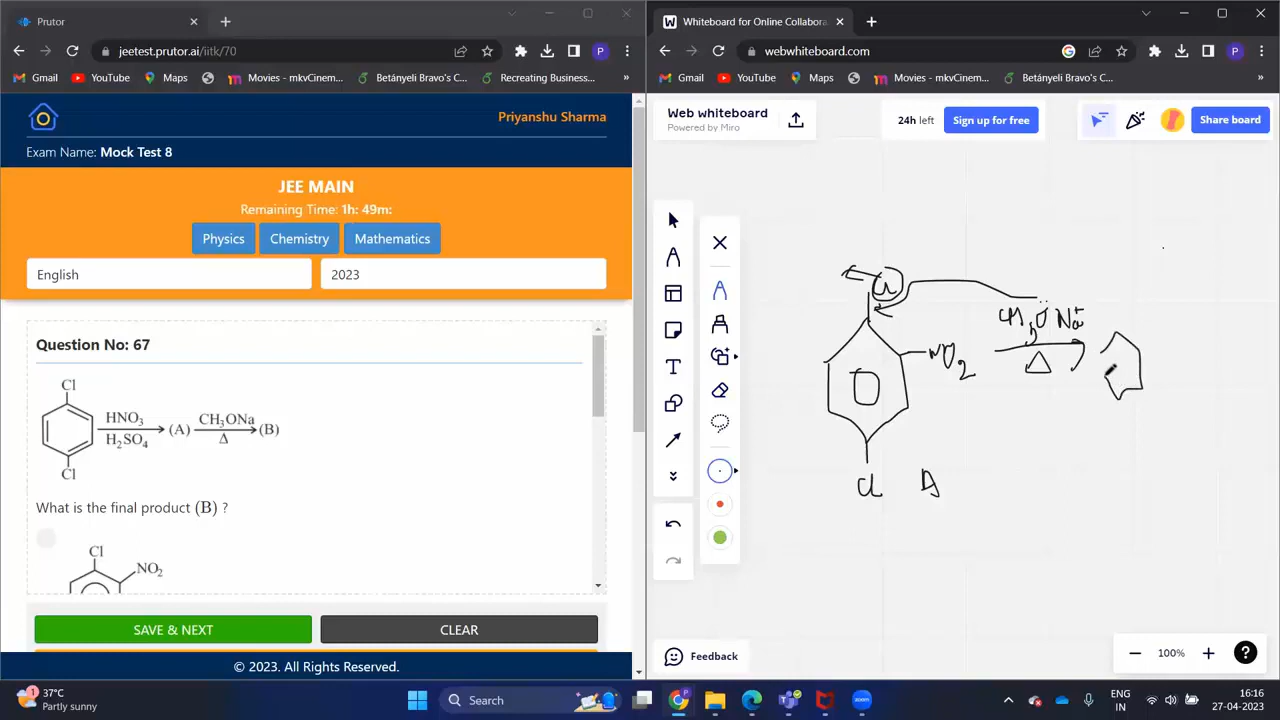 Prutor
Whiteboard for Online Collabora
jeetest.prutor.ai/iitk/70
P
webwhiteboard.com
P
Gmail
YouTube
Maps
Movies - mkvCinem...
Betányeli Bravo's C...
Recreating Business...
»
Gmail
YouTube
Maps
Movies - mkvCinem...
Betányeli Bravo's C...
»
Priyanshu Sharma
Exam Name: Mock Test 8
JEE MAIN
Remaining Time: 1h: 49m:
Physics
Chemistry
Mathematics
English
2023
Question No: 67
Cl
HNO3
H2SO4
(A)
CH3ONa
Δ
(B)
Cl
What is the final product (B) ?
Cl
NO2
SAVE & NEXT
CLEAR
© 2023. All Rights Reserved.
Web whiteboard
Powered by Miro
24h left
Sign up for free
Share board
T
Cl
NO2
CH3O Na+
Δ
Cl
A
Feedback
− 100% + ?
1
37°C
Partly sunny
Search
zoom
ENG
IN
16:16
27-04-2023